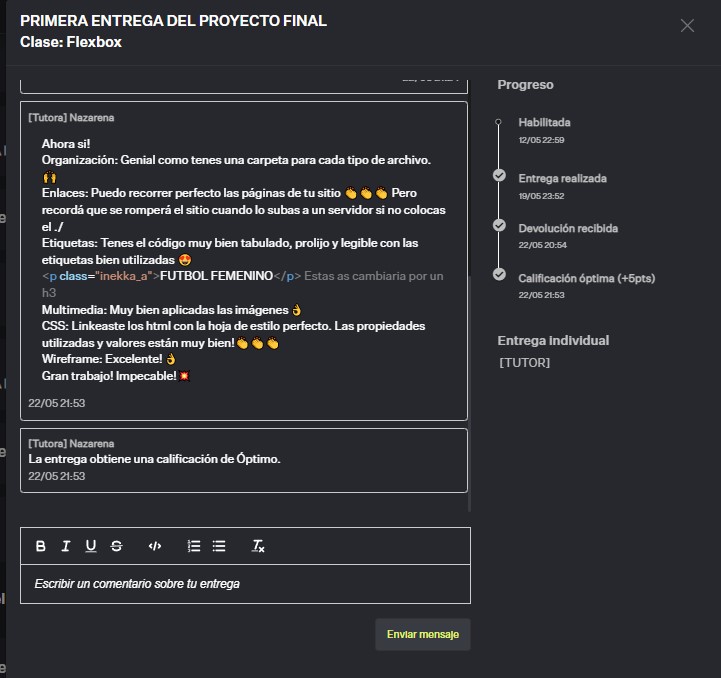 PRIMERA ENTREGA DEL PROYECTO FINAL
Clase: Flexbox
[Tutora] Nazarena
Ahora si!
Organización: Genial como tenes una carpeta para cada tipo de archivo.
🙌
Enlaces: Puedo recorrer perfecto las páginas de tu sitio 👏 👏 👏 Pero
recordá que se romperá el sitio cuando lo subas a un servidor si no colocas
el ./
Etiquetas: Tenes el código muy bien tabulado, prolijo y legible con las
etiquetas bien utilizadas 😍
<p class="inekka_a">FUTBOL FEMENINO</p> Estas as cambiaria por un
h3
Multimedia: Muy bien aplicadas las imágenes 👌
CSS: Linkeaste los html con la hoja de estilo perfecto. Las propiedades
utilizadas y valores están muy bien! 👏 👏 👏
Wireframe: Excelente! 👌
Gran trabajo! Impecable! 💥
22/05 21:53
[Tutora] Nazarena
La entrega obtiene una calificación de Óptimo.
22/05 21:53
B I U S </>
Escribir un comentario sobre tu entrega
Enviar mensaje
Progreso
Habilitada
12/05 22:59
Entrega realizada
19/05 23:52
Devolución recibida
22/05 20:54
Calificación óptima (+5pts)
22/05 21:53
Entrega Individual
[TUTOR]